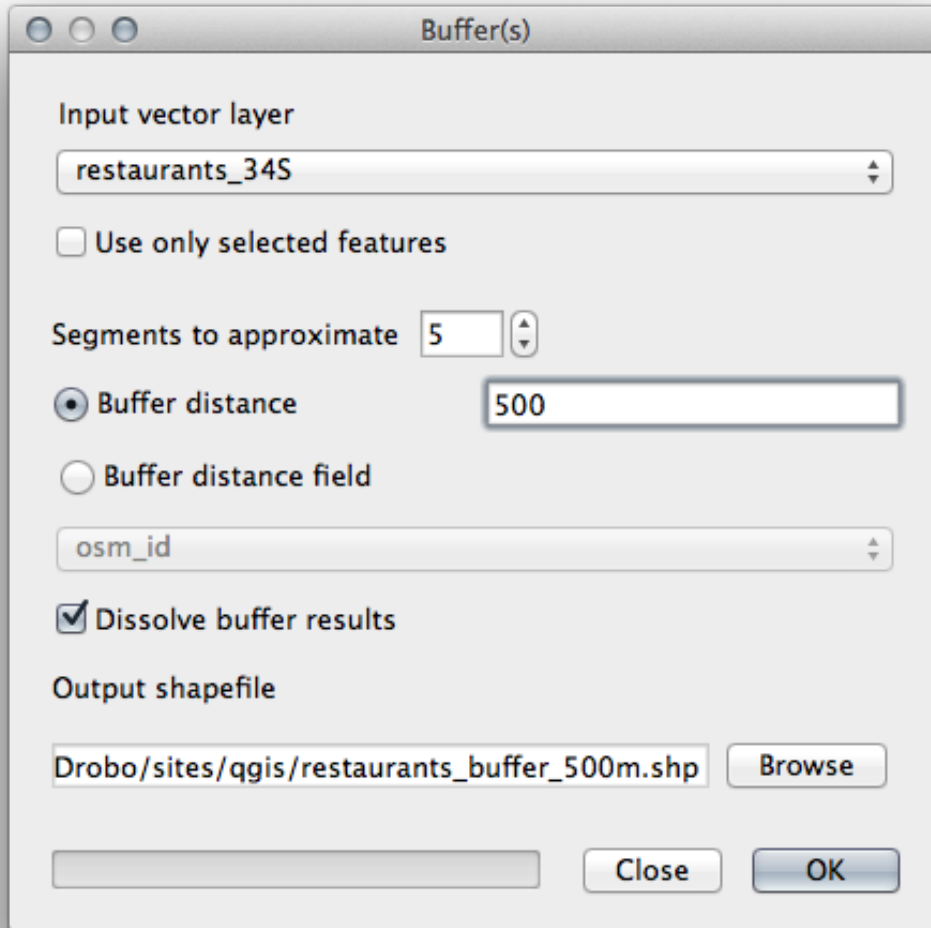 Buffer(s)
Input vector layer
restaurants_34S
Use only selected features
Segments to approximate 5
Buffer distance 500
Buffer distance field
osm_id
Dissolve buffer results
Output shapefile
Drobo/sites/qgis/restaurants_buffer_500m.shp Browse
Close OK